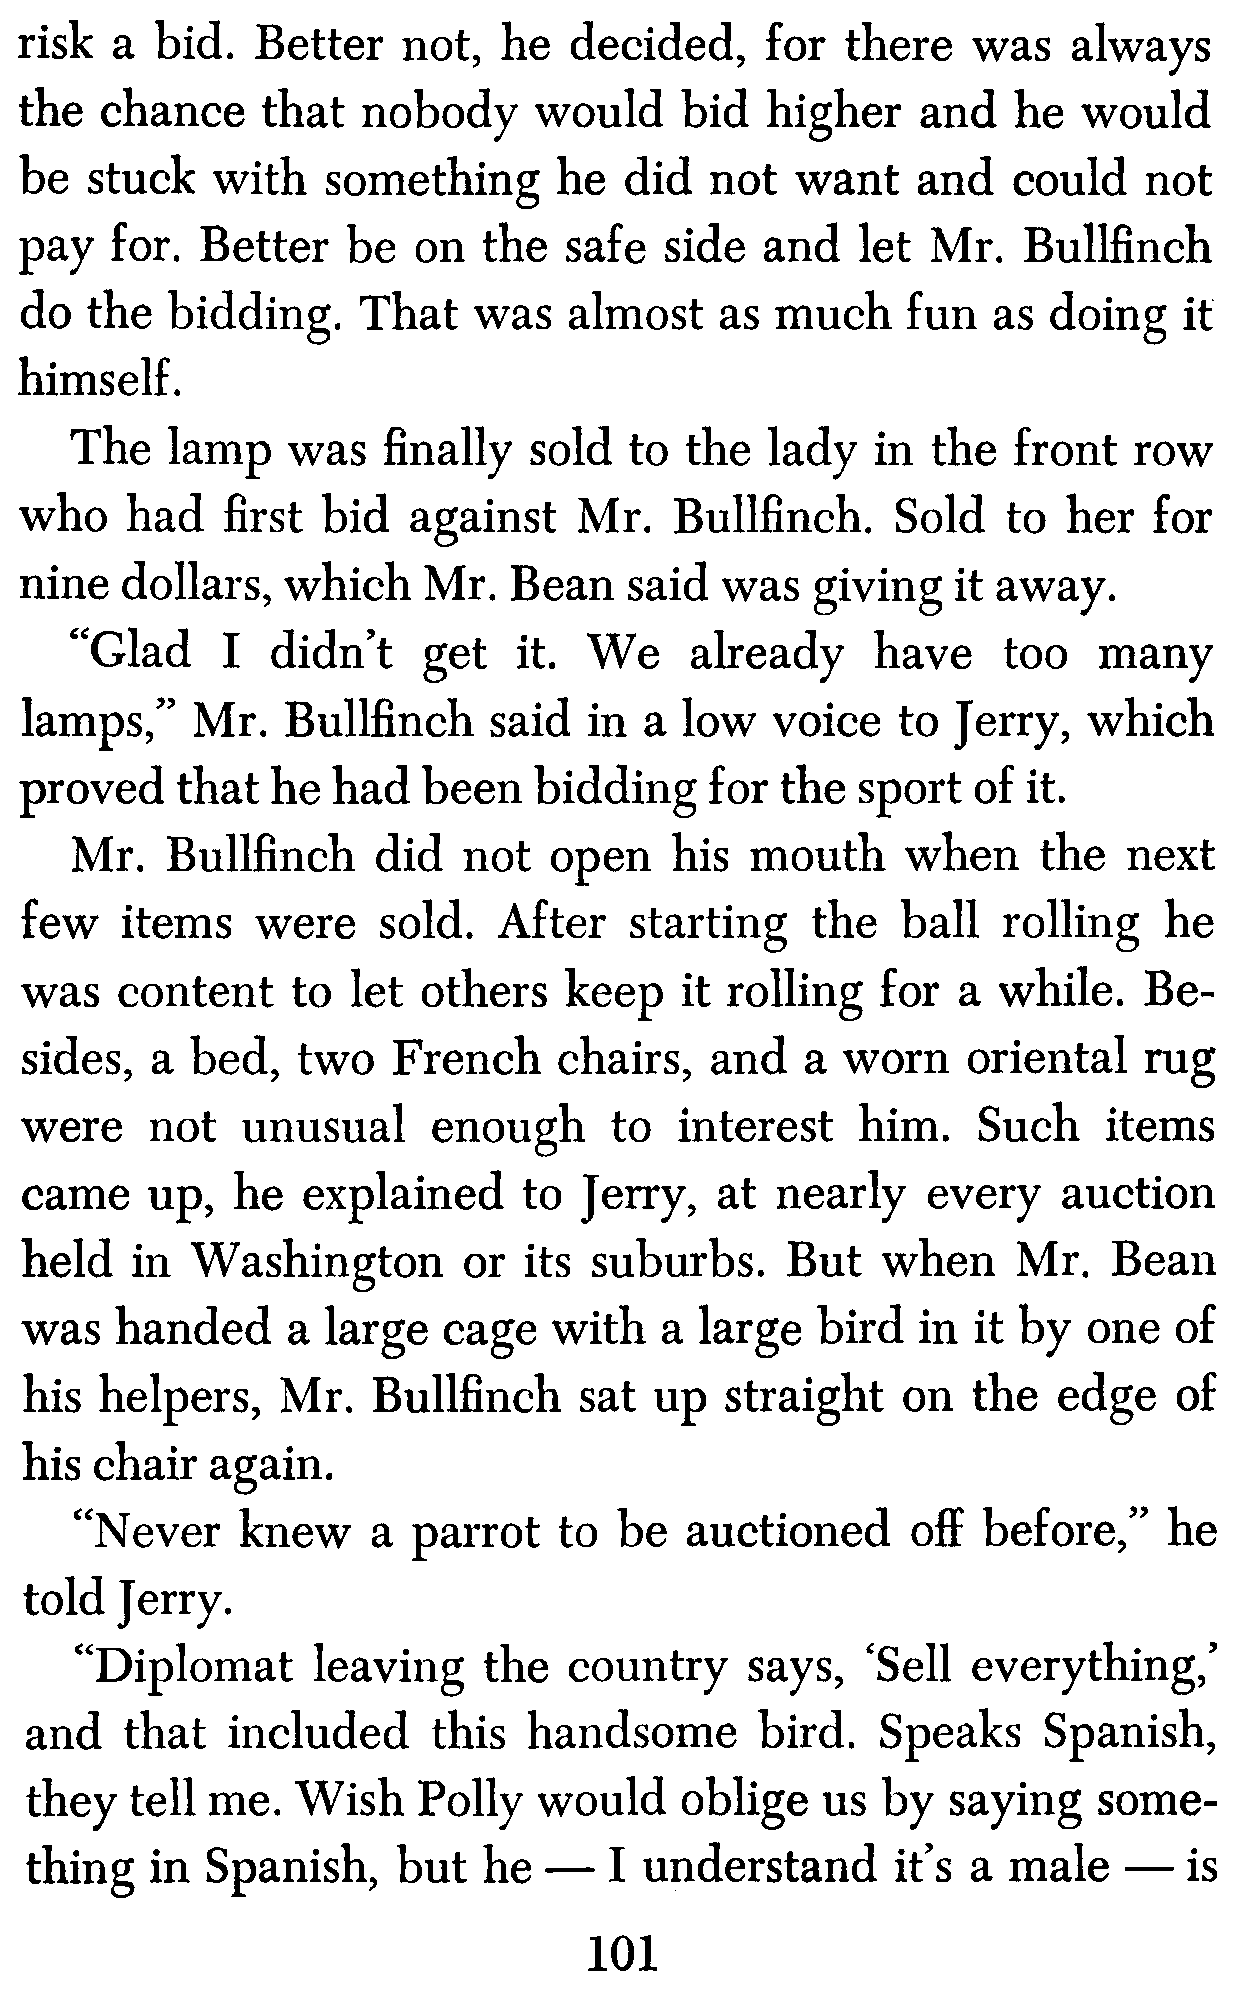 risk a bid. Better not, he decided, for there was always
the chance that nobody would bid higher and he would
be stuck with something he did not want and could not
pay for. Better be on the safe side and let Mr. Bullfinch
do the bidding. That was almost as much fun as doing it
himself.
The lamp was finally sold to the lady in the front row
who had first bid against Mr. Bullfinch. Sold to her for
nine dollars, which Mr. Bean said was giving it away.
“Glad I didn’t get it. We already have too many
lamps,” Mr. Bullfinch said in a low voice to Jerry, which
proved that he had been bidding for the sport of it.
Mr. Bullfinch did not open his mouth when the next
few items were sold. After starting the ball rolling he
was content to let others keep it rolling for a while. Be-
sides, a bed, two French chairs, and a worn oriental rug
were not unusual enough to interest him. Such items
came up, he explained to Jerry, at nearly every auction
held in Washington or its suburbs. But when Mr. Bean
was handed a large cage with a large bird in it by one of
his helpers, Mr. Bullfinch sat up straight on the edge of
his chair again.
“Never knew a parrot to be auctioned off before,” he
told Jerry.
“Diplomat leaving the country says, ‘Sell everything,’
and that included this handsome bird. Speaks Spanish,
they tell me. Wish Polly would oblige us by saying some-
thing in Spanish, but he — I understand it’s a male — is
101